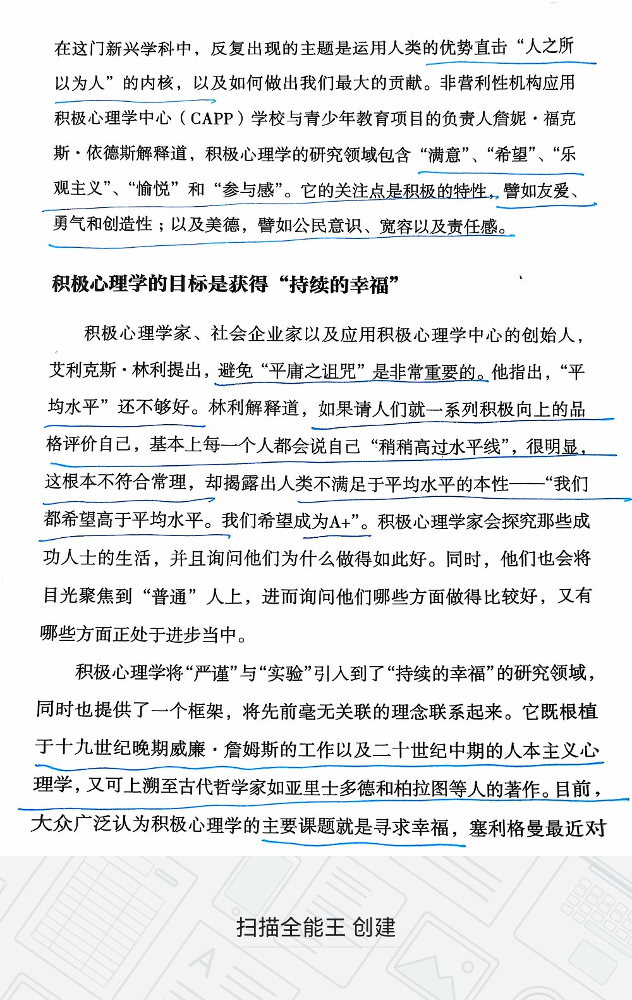 在这门新兴学科中，反复出现的主题是运用人类的优势直击“人之所
以为人”的内核，以及如何做出我们最大的贡献。非营利性机构应用
积极心理学中心（CAPP）学校与青少年教育项目的负责人詹妮·福克
斯·依德斯解释道，积极心理学的研究领域包含“满意”、“希望”、“乐
观主义”、“愉悦”和“参与感”。它的关注点是积极的特性，譬如友爱、
勇气和创造性；以及美德，譬如公民意识、宽容以及责任感。
积极心理学的目标是获得“持续的幸福”
积极心理学家、社会企业家以及应用积极心理学中心的创始人，
艾利克斯·林利提出，避免“平庸之诅咒”是非常重要的。他指出，“平
均水平”还不够好。林利解释道，如果请人们就一系列积极向上的品
格评价自己，基本上每一个人都会说自己“稍稍高过水平线”，很明显，
这根本不符合常理，却揭露出人类不满足于平均水平的本性——“我们
都希望高于平均水平。我们希望成为A+”。积极心理学家会探究那些成
功人士的生活，并且询问他们为什么做得如此好。同时，他们也会将
目光聚焦到“普通”人上，进而询问他们哪些方面做得比较好，又有
哪些方面正处于进步当中。
积极心理学将“严谨”与“实验”引入到了“持续的幸福”的研究领域，
同时也提供了一个框架，将先前毫无关联的理念联系起来。它既根植
于十九世纪晚期威廉·詹姆斯的工作以及二十世纪中期的人本主义心
理学，又可上溯至古代哲学家如亚里士多德和柏拉图等人的著作。目前，
大众广泛认为积极心理学的主要课题就是寻求幸福，塞利格曼最近对
扫描全能王 创建